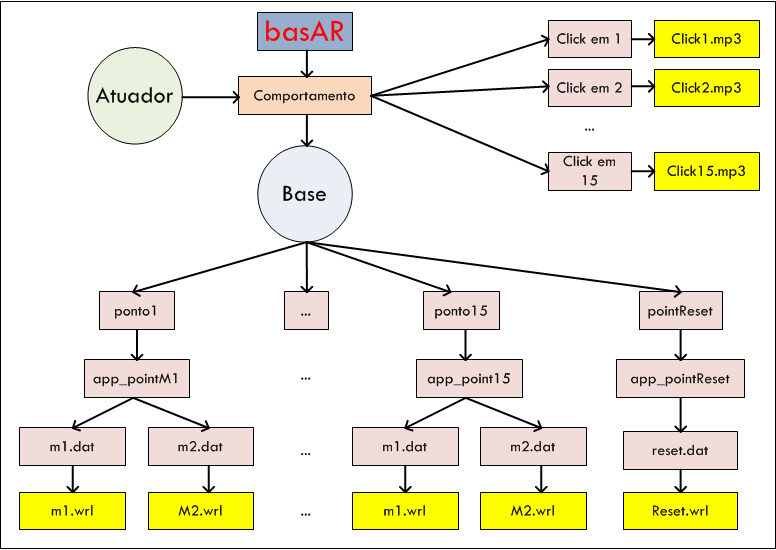 basAR
Atuador
Comportamento
Click em 1
Click1.mp3
Click em 2
Click2.mp3
...
Click em
15
Click15.mp3
Base
ponto1
...
ponto15
pointReset
app_pointM1
...
app_point15
app_pointReset
m1.dat
m2.dat
...
m1.dat
m2.dat
reset.dat
m1.wrl
M2.wrl
...
m1.wrl
M2.wrl
Reset.wrl